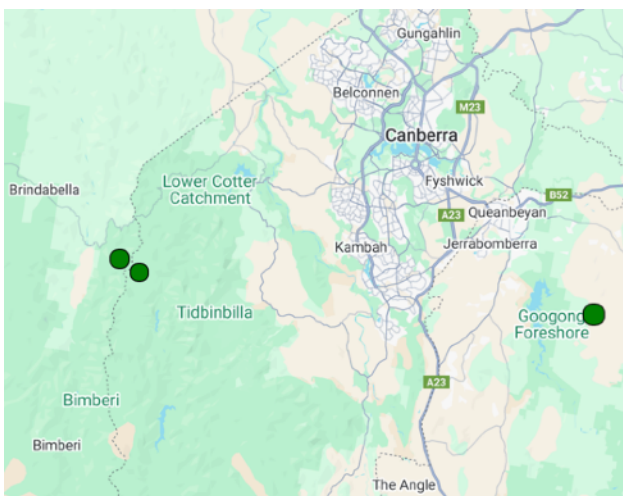 Gungahlin
Belconnen
M23
Canberra
Lower Cotter
Catchment
Fyshwick
Brindabella
B52
A23
Queanbeyan
Kambah
Jerrabomberra
Tidbinbilla
Googong
Foreshore
A23
Bimberi
Bimberi
The Angle